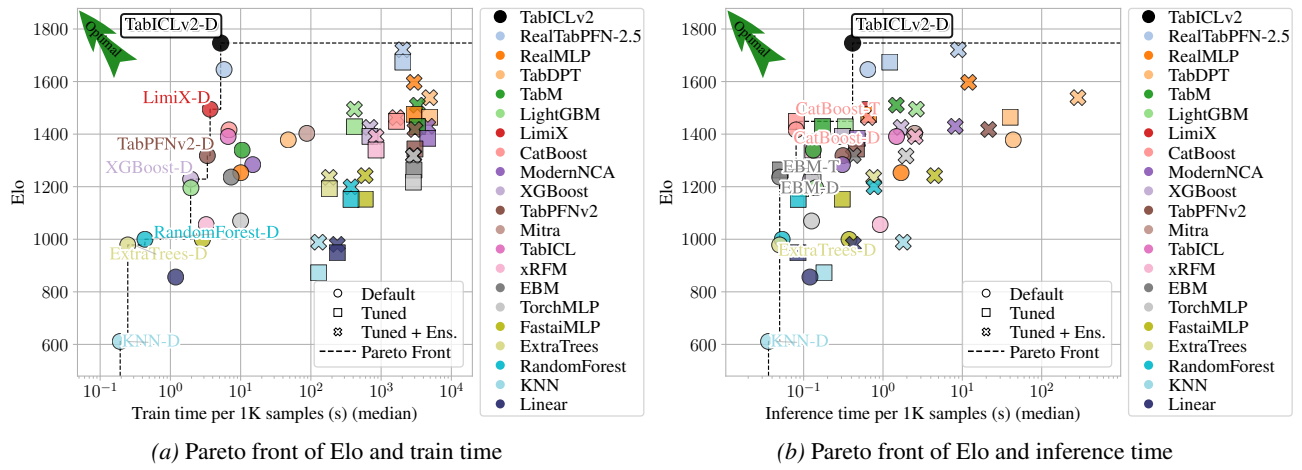 TabICLv2-D
Optimal
1800
1600
1400
1200
1000
800
600
Elo
LimiX-D
TabPFNv2-D
XGBoost-D
RandomForest-D
ExtraTrees-D
KNN-D
Default
Tuned
Tuned + Ens.
Pareto Front
10⁻¹ 10⁰ 10¹ 10² 10³ 10⁴
Train time per 1K samples (s) (median)
TabICLv2
RealTabPFN-2.5
RealMLP
TabDPT
TabM
LightGBM
LimiX
CatBoost
ModernNCA
XGBoost
TabPFNv2
Mitra
TabICL
xRFM
EBM
TorchMLP
FastaiMLP
ExtraTrees
RandomForest
KNN
Linear
(a) Pareto front of Elo and train time
TabICLv2-D
Optimal
1800
1600
1400
1200
1000
800
600
Elo
CatBoost-T
CatBoost-D
EBM-T
EBM-D
ExtraTrees-D
KNN-D
Default
Tuned
Tuned + Ens.
Pareto Front
10⁻¹ 10⁰ 10¹ 10²
Inference time per 1K samples (s) (median)
TabICLv2
RealTabPFN-2.5
RealMLP
TabDPT
TabM
LightGBM
LimiX
CatBoost
ModernNCA
XGBoost
TabPFNv2
Mitra
TabICL
xRFM
EBM
TorchMLP
FastaiMLP
ExtraTrees
RandomForest
KNN
Linear
(b) Pareto front of Elo and inference time